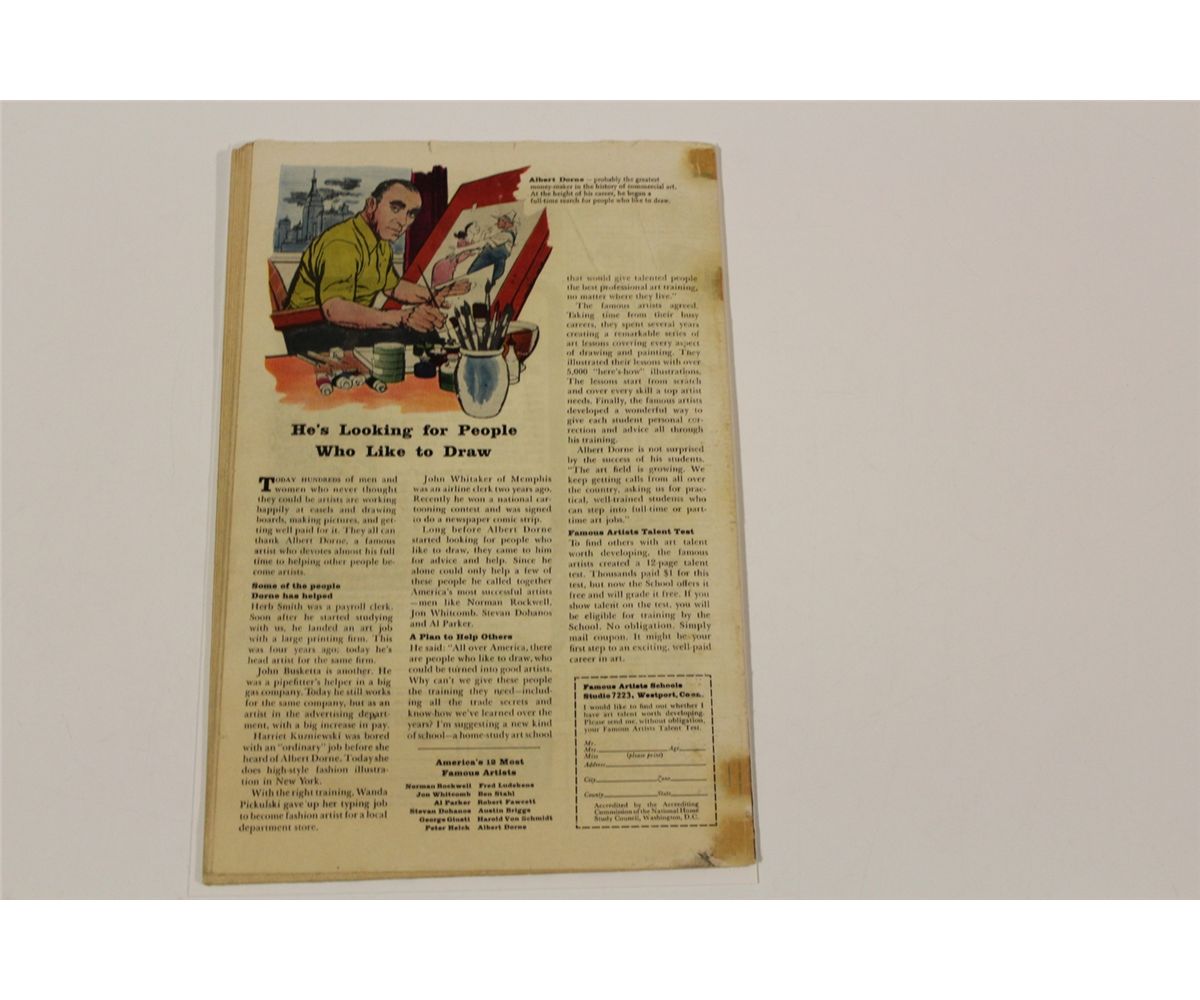 Albert Dorne — probably the greatest
money-maker in the history of commercial art.
At the height of his career, he began a
full-time search for people who like to draw.
He's Looking for People
Who Like to Draw
TODAY HUNDREDS of men and
women who never thought
they could be artists are working
happily at easels and drawing
boards, making pictures, and get-
ting well paid for it. They all can
thank Albert Dorne, a famous
artist who devotes almost his full
time to helping other people be-
come artists.
Some of the people
Dorne has helped
Herb Smith was a payroll clerk.
Soon after he started studying
with us, he landed an art job
with a large printing firm. This
was four years ago; today he's
head artist for the same firm.
John Busketta is another. He
was a pipefitter's helper in a big
gas company. Today he still works
for the same company, but as an
artist in the advertising depart-
ment, with a big increase in pay.
Harriet Kuzniewski was bored
with an "ordinary" job before she
heard of Albert Dorne. Today she
does high-style fashion illustra-
tion in New York.
With the right training, Wanda
Pickulski gave up her typing job
to become fashion artist for a local
department store.
John Whitaker of Memphis
was an airline clerk two years ago.
Recently he won a national car-
tooning contest and was signed
to do a newspaper comic strip.
Long before Albert Dorne
started looking for people who
like to draw, they came to him
for advice and help. Since he
alone could only help a few of
these people he called together
America's most successful artists
—men like Norman Rockwell,
Jon Whitcomb, Stevan Dohanos
and Al Parker.
A Plan to Help Others
He said: "All over America, there
are people who like to draw, who
could be turned into good artists.
Why can't we give these people
the training they need—includ-
ing all the trade secrets and
know-how we've learned over the
years? I'm suggesting a new kind
of school—a home-study art school
America's 12 Most
Famous Artists
Norman Rockwell Fred Ludekens
Jon Whitcomb Ben Stahl
Al Parker Robert Fawcett
Stevan Dohanos Austin Briggs
George Giusti Harold Von Schmidt
Peter Helck Albert Dorne
that would give talented people
the best professional art training,
no matter where they live."
The famous artists agreed.
Taking time from their busy
careers, they spent several years
creating a remarkable series of
art lessons covering every aspect
of drawing and painting. They
illustrated their lessons with over
5,000 "here's-how" illustrations.
The lessons start from scratch
and cover every skill a top artist
needs. Finally, the famous artists
developed a wonderful way to
give each student personal cor-
rection and advice all through
his training.
Albert Dorne is not surprised
by the success of his students.
"The art field is growing. We
keep getting calls from all over
the country, asking us for prac-
tical, well-trained students who
can step into full-time or part-
time art jobs."
Famous Artists Talent Test
To find others with art talent
worth developing, the famous
artists created a 12-page talent
test. Thousands paid $1 for this
test, but now the School offers it
free and will grade it free. If you
show talent on the test, you will
be eligible for training by the
School. No obligation. Simply
mail coupon. It might be your
first step to an exciting, well-paid
career in art.
Famous Artists Schools
Studio 7223, Westport, Conn.
I would like to find out whether I
have art talent worth developing.
Please send me, without obligation,
your Famous Artists Talent Test.
Mr.
Mrs. Age
Miss (please print)
Address
City Zone
County State
Accredited by the Accrediting
Commission of the National Home
Study Council, Washington, D.C.